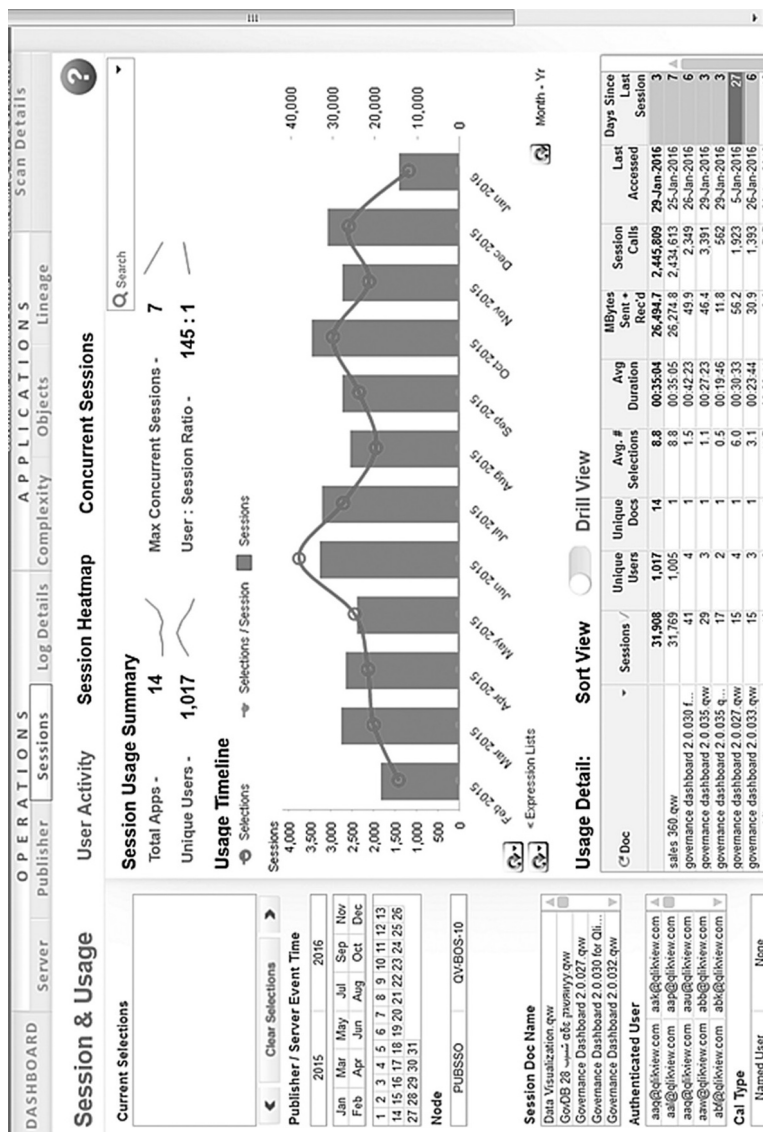 DASHBOARD
OPERATIONS
APPLICATIONS
Server Publisher Sessions Log Details Complexity Objects Lineage Scan Details
Session & Usage
User Activity Session Heatmap Concurrent Sessions
?
Search
Current Selections
Clear Selections
Publisher / Server Event Time
2015 2016
Jan Mar May Jul Sep Nov
Feb Apr Jun Aug Oct Dec
1 2 3 4 5 6 7 8 9 10 11 12 13
14 15 16 17 18 19 20 21 22 23 24 25 26
27 28 29 30 31
Node
PUBSSO QV-BOS-10
Session Doc Name
Data Visualization.qvw
Governance Dashboard 2.0.027.qvw
Governance Dashboard 2.0.030 for Qli...
Governance Dashboard 2.0.032.qvw
Authenticated User
aaq@qlikview.com aak@qlikview.com
aal@qlikview.com aap@qlikview.com
aaq@qlikview.com aau@qlikview.com
aaw@qlikview.com abb@qlikview.com
abf@qlikview.com abk@qlikview.com
Cal Type
Named User None
Session Usage Summary
Total Apps - 14
Max Concurrent Sessions - 7
Unique Users - 1,017
User : Session Ratio - 145 : 1
Usage Timeline
Selections Selections / Session Sessions
Sessions
4,000
3,500
3,000
2,500
2,000
1,500
1,000
500
0
40,000
30,000
20,000
10,000
0
Feb 2015 Mar 2015 Apr 2015 May 2015 Jun 2015 Jul 2015 Aug 2015 Sep 2015 Oct 2015 Nov 2015 Dec 2015 Jan 2016
Month - Yr
< Expression Lists
Usage Detail: Sort View Drill View
Doc Sessions Unique Users Unique Docs Avg. # Selections Avg Duration MBytes Sent + Rec'd Session Calls Last Accessed Days Since Last Session
31,908 1,017 14 8.8 00:35:04 26,494.7 2,445,809 29-Jan-2016 3
sales 360.qvw 31,769 1,005 1 8.8 00:35:05 26,274.8 2,434,613 25-Jan-2016 7
governance dashboard 2.0.030 f... 41 4 1 1.5 00:42:23 49.9 2,349 26-Jan-2016 6
governance dashboard 2.0.035.qvw 29 3 1 1.1 00:27:23 46.4 3,391 29-Jan-2016 3
governance dashboard 2.0.035 q... 17 2 1 0.5 00:19:46 11.8 562 29-Jan-2016 3
governance dashboard 2.0.027.qvw 15 4 1 6.0 00:30:33 56.2 1,923 5-Jan-2016 27
governance dashboard 2.0.033.qvw 15 3 1 3.1 00:23:44 30.9 1,393 26-Jan-2016 6